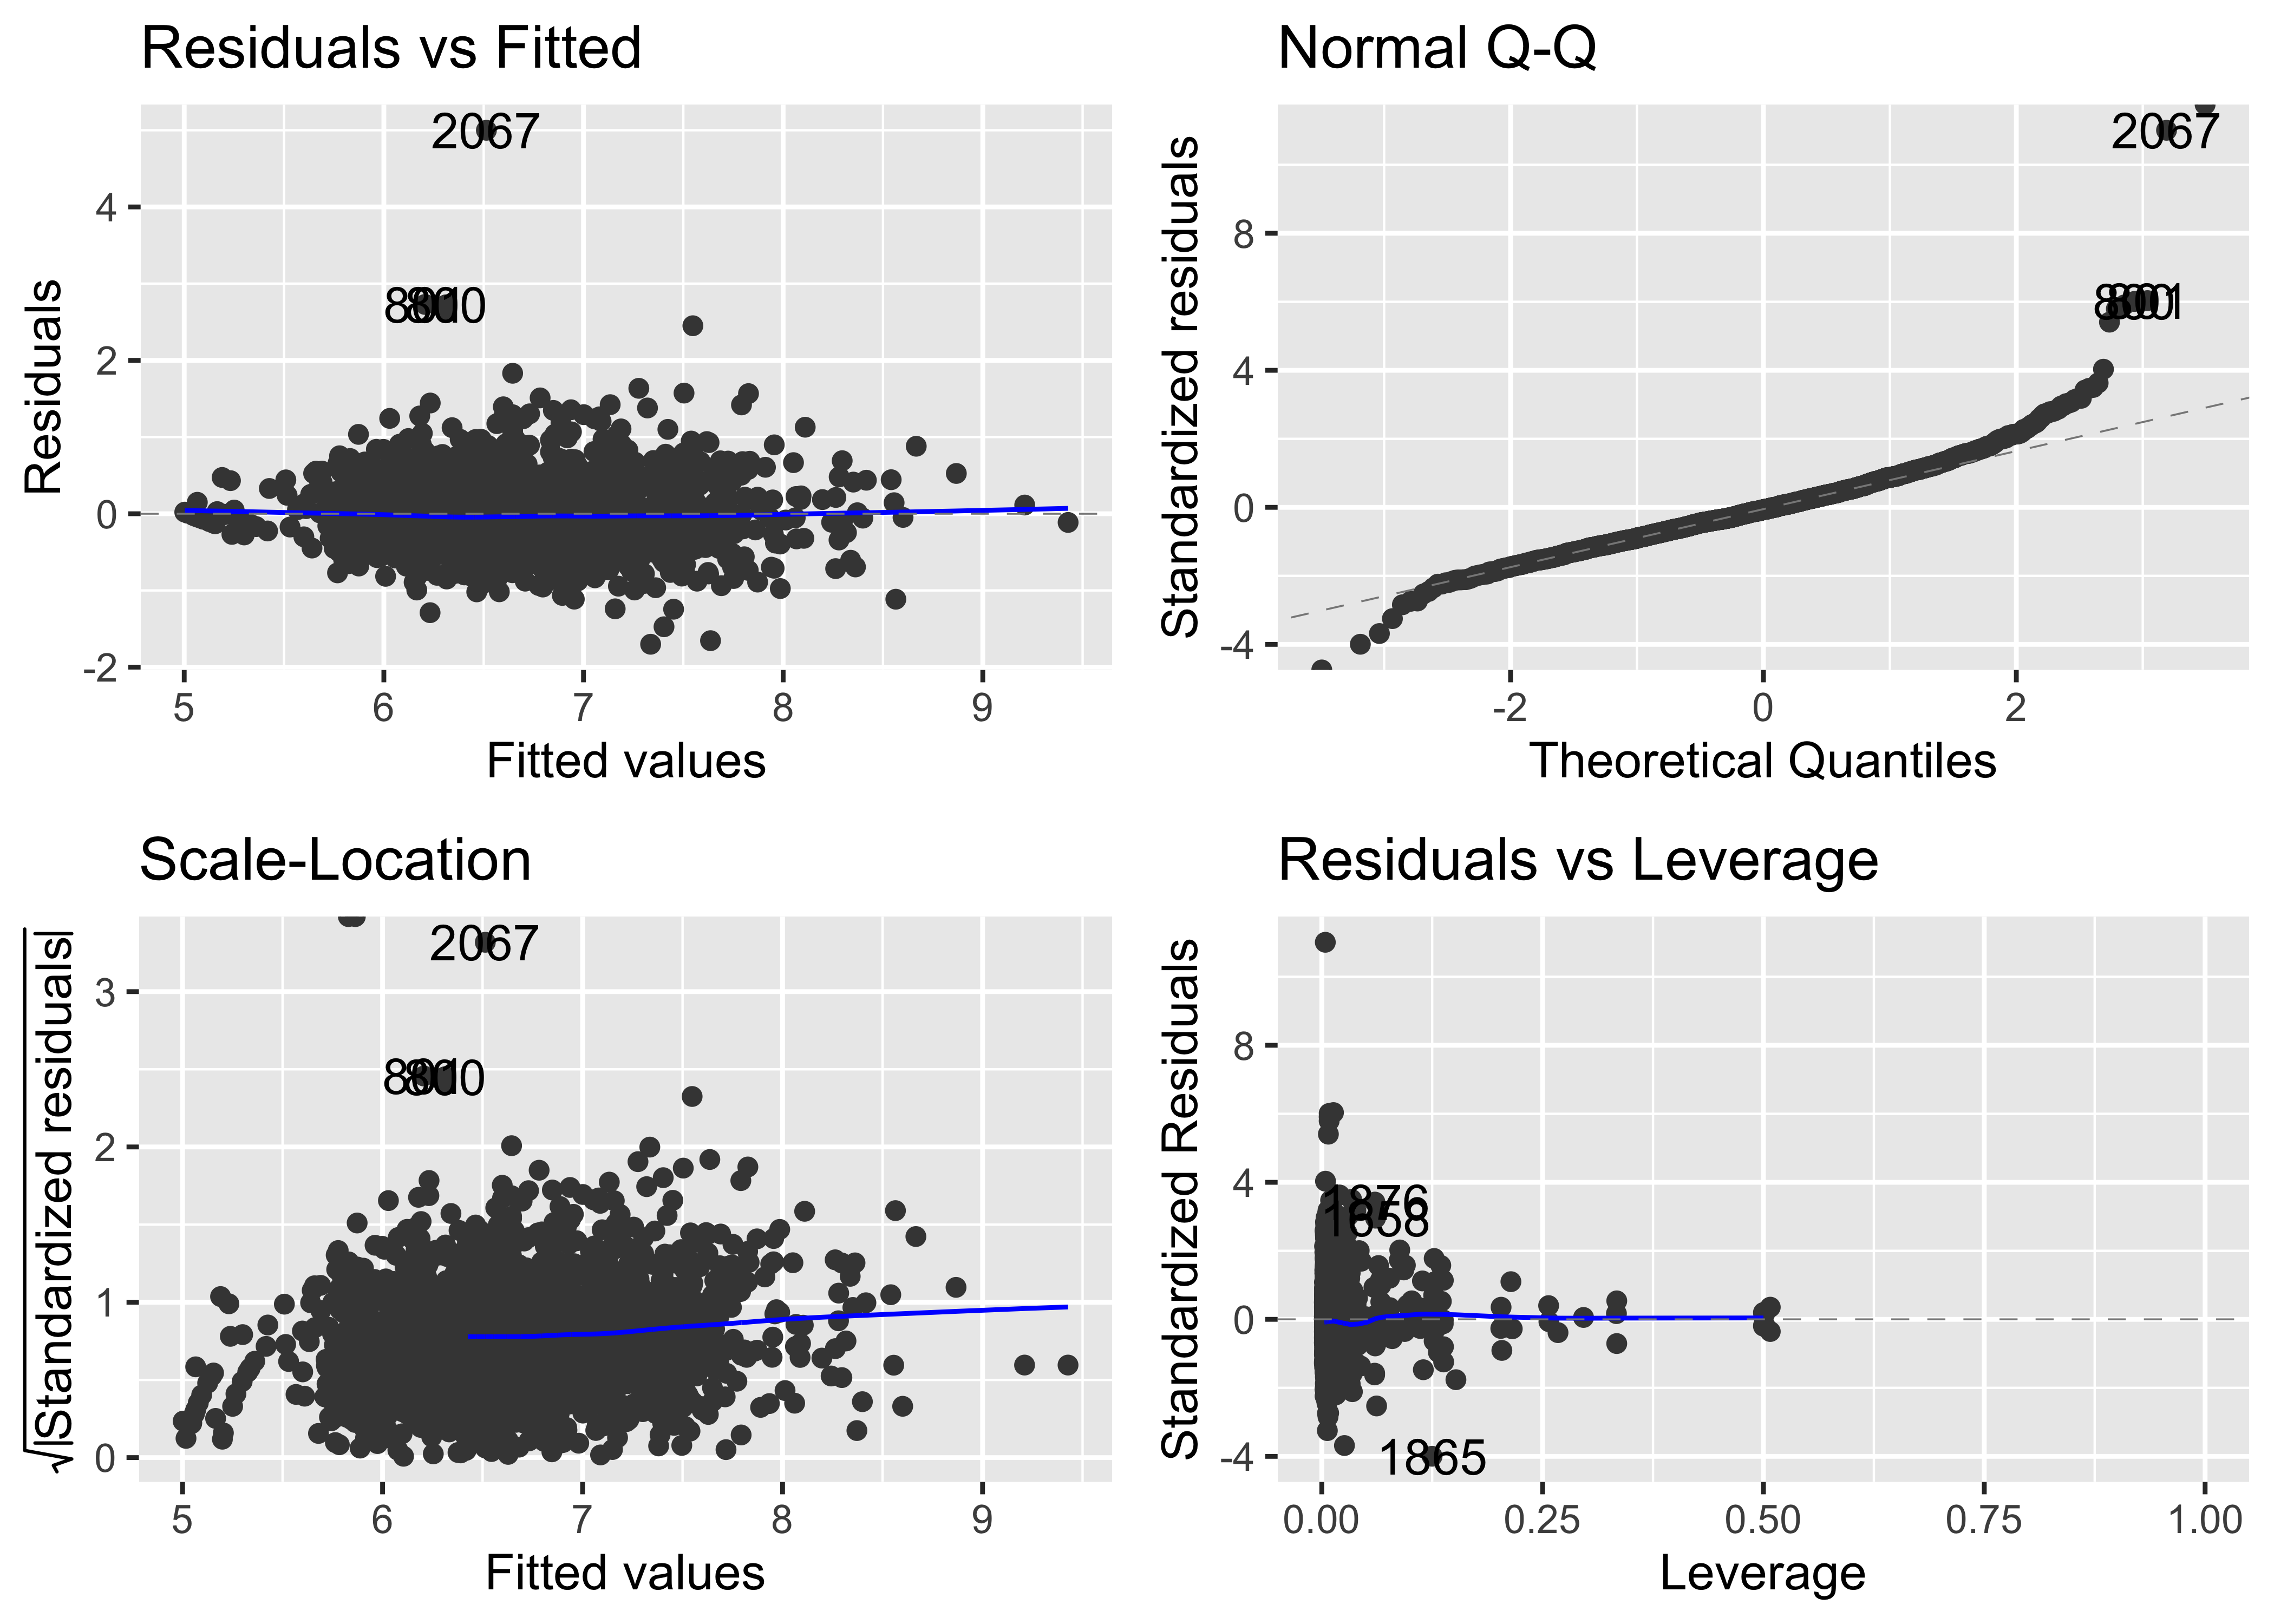 Residuals vs Fitted
2067
4
2
0
-2
Residuals
5 6 7 8 9
Fitted values
Normal Q-Q
2067
8
4
0
-4
Standardized residuals
-2 0 2
Theoretical Quantiles
Scale-Location
2067
3
2
1
0
√|Standardized residuals|
5 6 7 8 9
Fitted values
Residuals vs Leverage
8
4
0
-4
1876
1658
1865
Standardized Residuals
0.00 0.25 0.50 0.75 1.00
Leverage